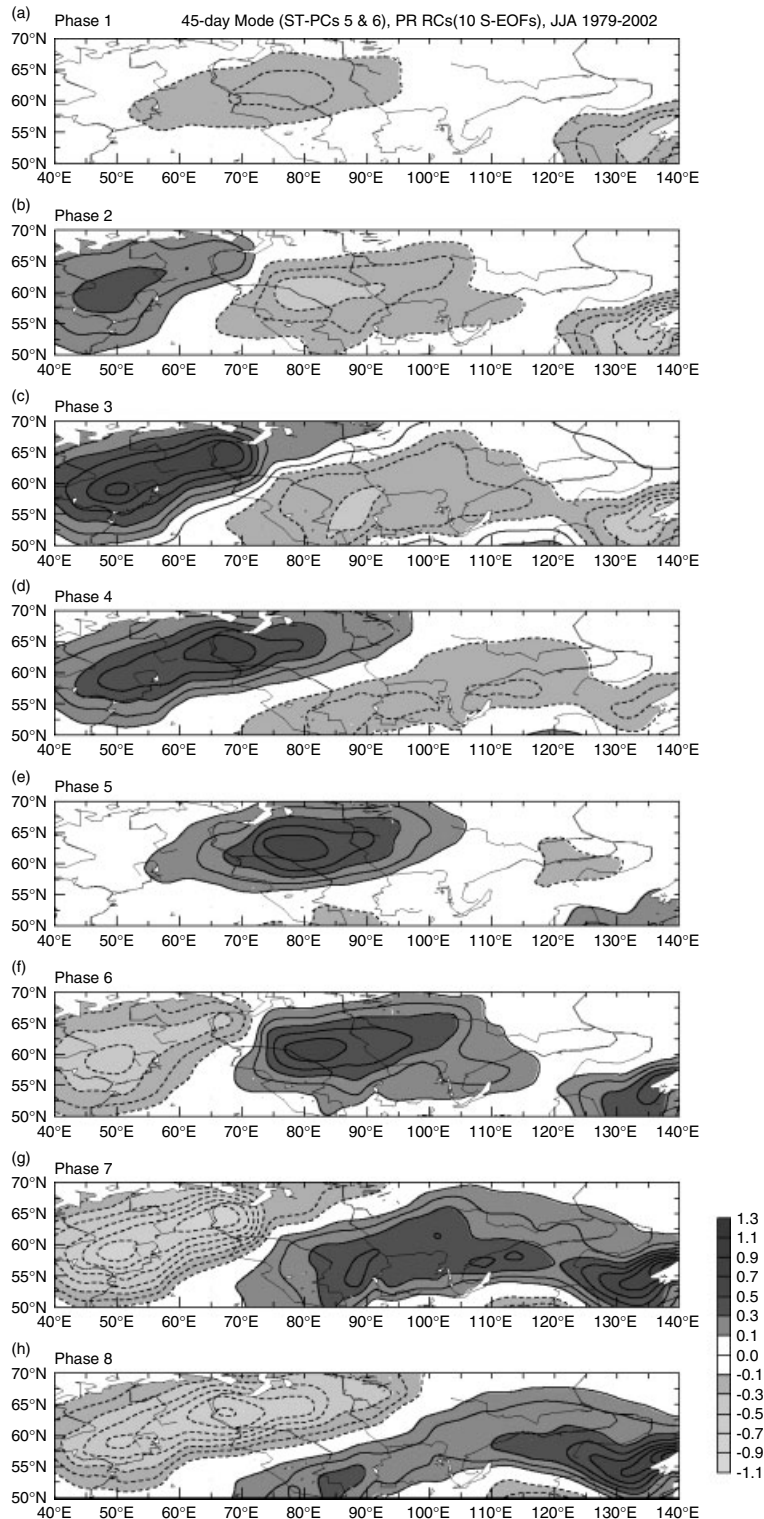 (a)
Phase 1 45-day Mode (ST-PCs 5 & 6), PR RCs(10 S-EOFs), JJA 1979-2002
70°N
65°N
60°N
55°N
50°N
40°E 50°E 60°E 70°E 80°E 90°E 100°E 110°E 120°E 130°E 140°E
(b)
Phase 2
70°N
65°N
60°N
55°N
50°N
40°E 50°E 60°E 70°E 80°E 90°E 100°E 110°E 120°E 130°E 140°E
(c)
Phase 3
70°N
65°N
60°N
55°N
50°N
40°E 50°E 60°E 70°E 80°E 90°E 100°E 110°E 120°E 130°E 140°E
(d)
Phase 4
70°N
65°N
60°N
55°N
50°N
40°E 50°E 60°E 70°E 80°E 90°E 100°E 110°E 120°E 130°E 140°E
(e)
Phase 5
70°N
65°N
60°N
55°N
50°N
40°E 50°E 60°E 70°E 80°E 90°E 100°E 110°E 120°E 130°E 140°E
(f)
Phase 6
70°N
65°N
60°N
55°N
50°N
40°E 50°E 60°E 70°E 80°E 90°E 100°E 110°E 120°E 130°E 140°E
(g)
Phase 7
70°N
65°N
60°N
55°N
50°N
40°E 50°E 60°E 70°E 80°E 90°E 100°E 110°E 120°E 130°E 140°E
(h)
Phase 8
70°N
65°N
60°N
55°N
50°N
40°E 50°E 60°E 70°E 80°E 90°E 100°E 110°E 120°E 130°E 140°E
1.3
1.1
0.9
0.7
0.5
0.3
0.1
0.0
-0.1
-0.3
-0.5
-0.7
-0.9
-1.1